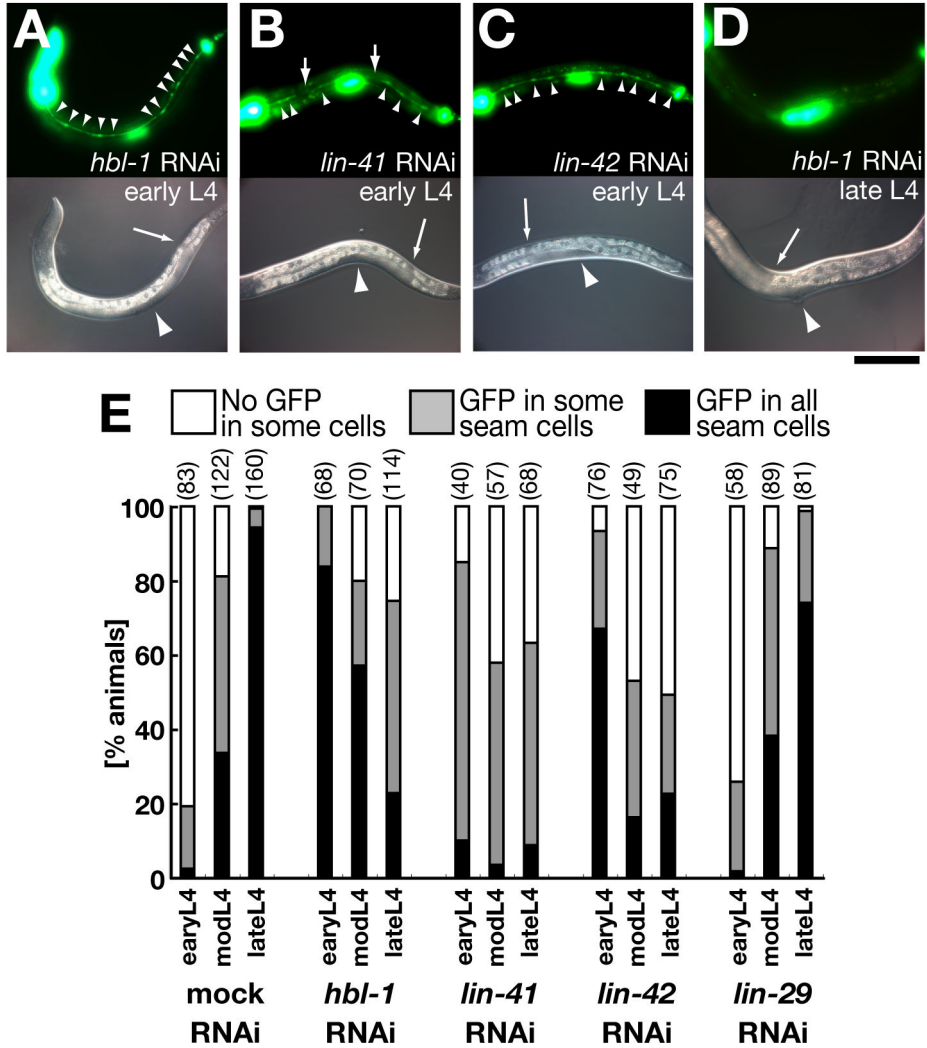 A
B
C
D
hbl-1 RNAi
lin-41 RNAi
lin-42 RNAi
hbl-1 RNAi
early L4
early L4
early L4
late L4
E
No GFP
in some cells
GFP in some
seam cells
GFP in all
seam cells
(83) (122) (160) (68) (70) (114) (40) (57) (68) (76) (49) (75) (58) (89) (81)
[% animals]
100
80
60
40
20
0
earyL4 modL4 lateL4 earyL4 modL4 lateL4 earyL4 modL4 lateL4 earyL4 modL4 lateL4 earyL4 modL4 lateL4
mock hbl-1 lin-41 lin-42 lin-29
RNAi RNAi RNAi RNAi RNAi